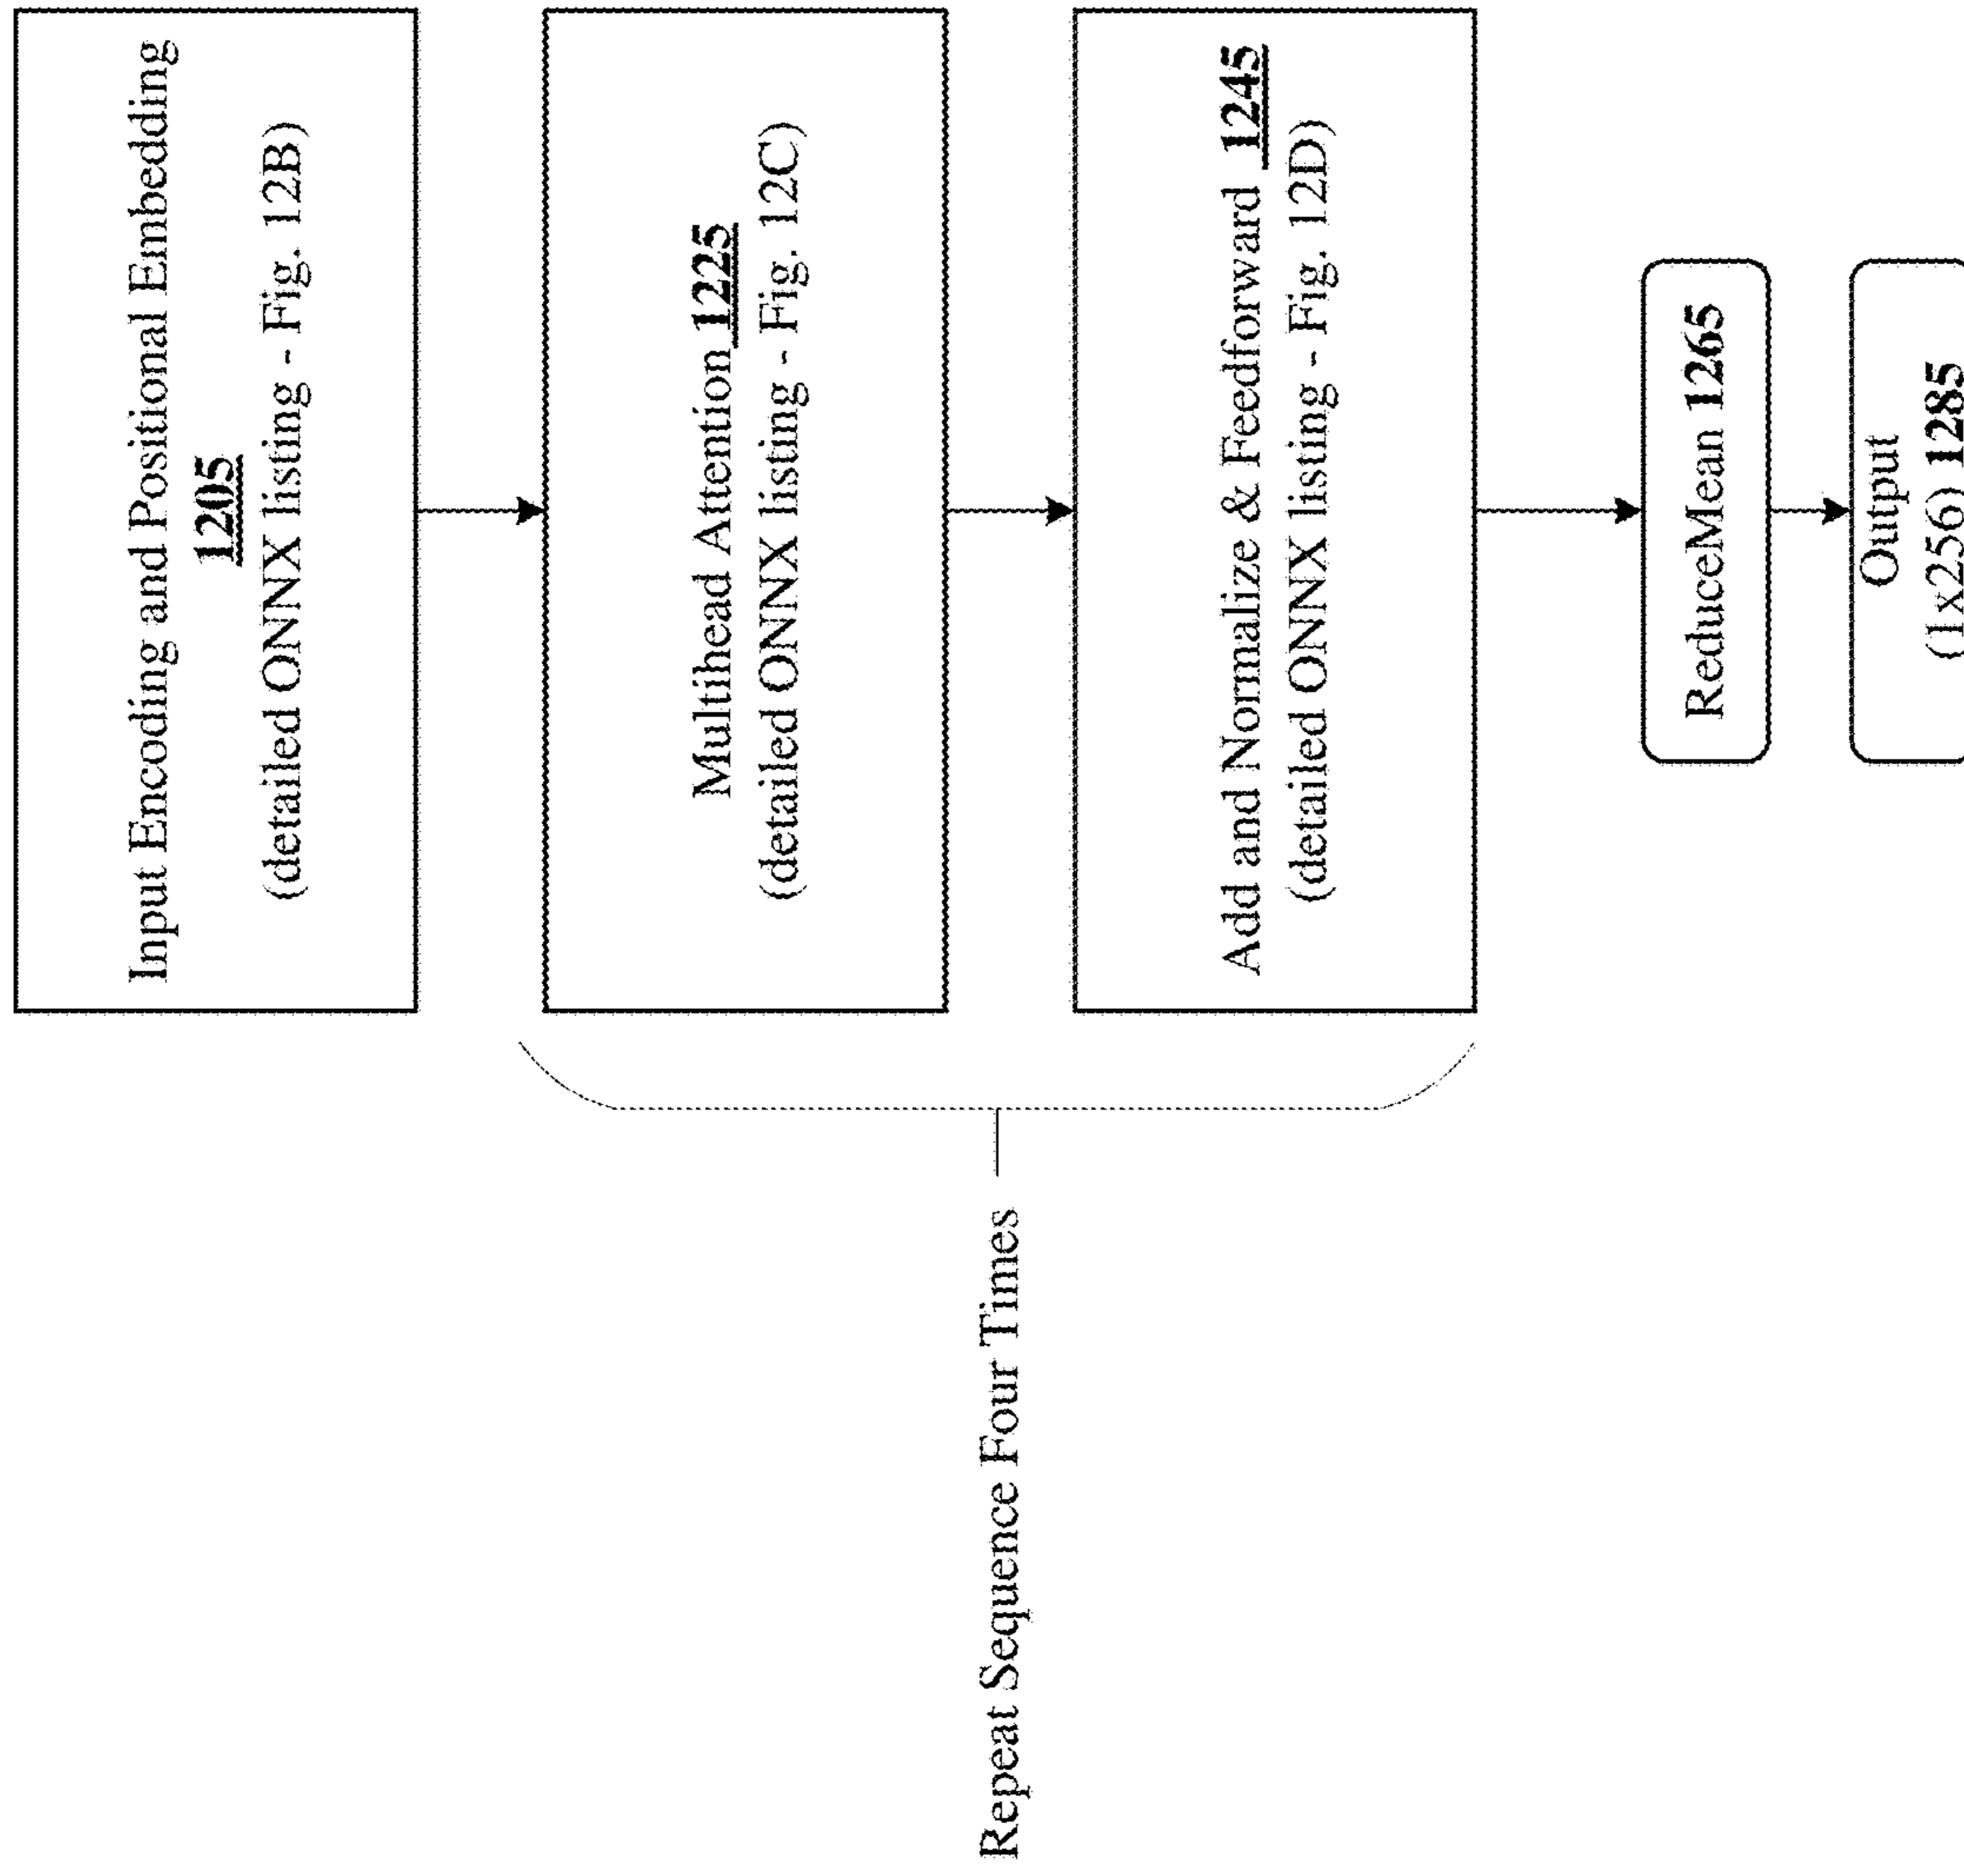 Input Encoding and Positional Embedding
1205
(detailed ONNX listing - Fig. 12B)
Multihead Attention 1225
(detailed ONNX listing - Fig. 12C)
Repeat Sequence Four Times
Add and Normalize & Feedforward 1245
(detailed ONNX listing - Fig. 12D)
ReduceMean 1265
Output
(1x256) 1285